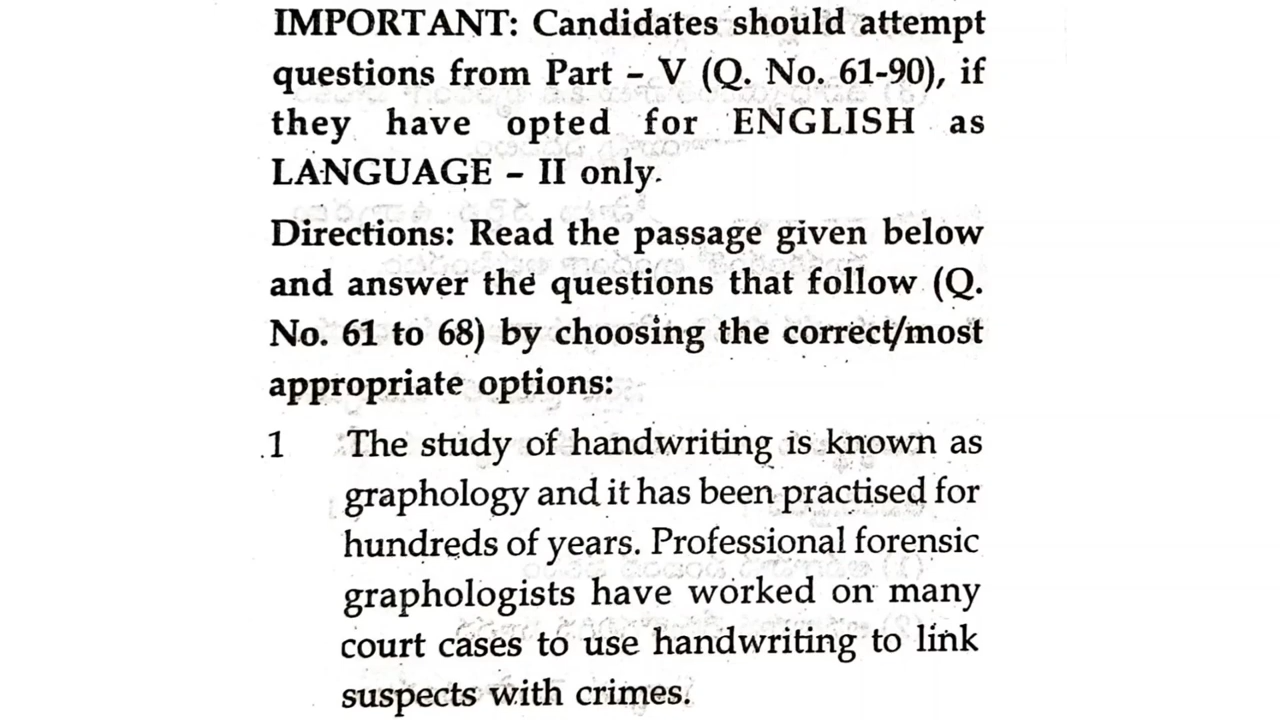 IMPORTANT: Candidates should attempt
questions from Part – V (Q. No. 61-90), if
they have opted for ENGLISH as
LANGUAGE – II only.
Directions: Read the passage given below
and answer the questions that follow (Q.
No. 61 to 68) by choosing the correct/most
appropriate options:
1 The study of handwriting is known as
graphology and it has been practised for
hundreds of years. Professional forensic
graphologists have worked on many
court cases to use handwriting to link
suspects with crimes.